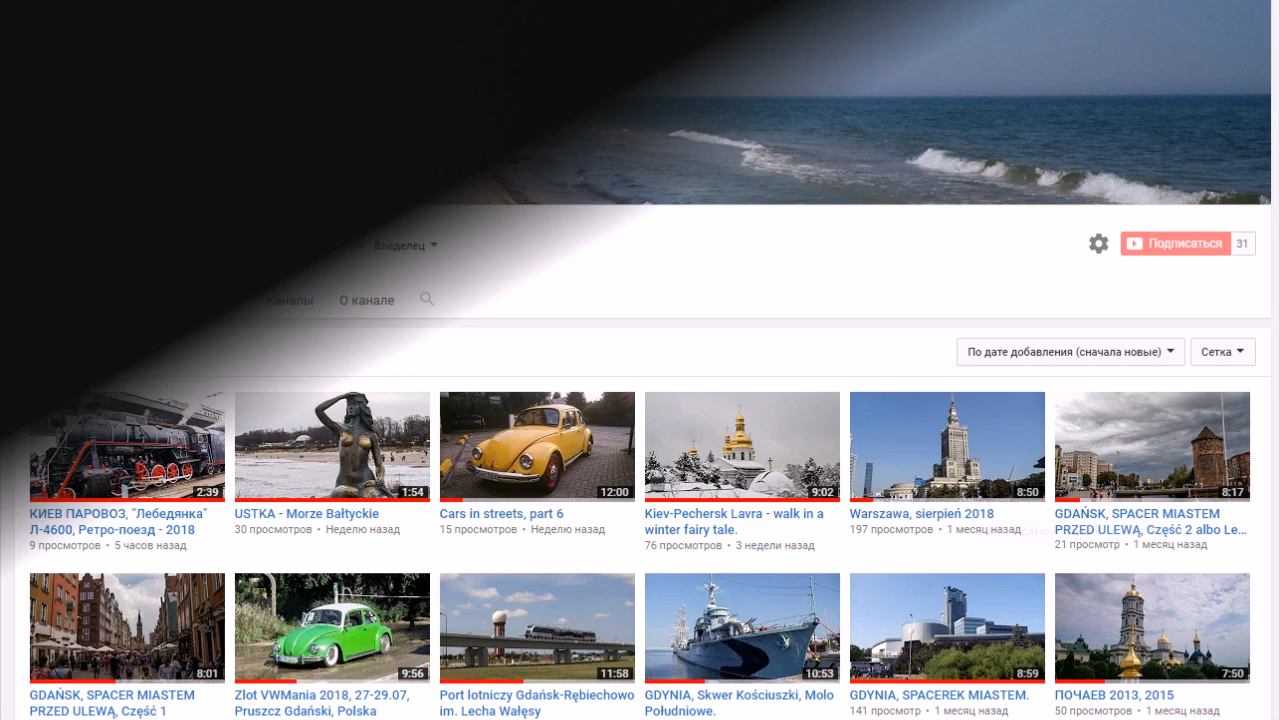 Владелец
Подписаться 31
Каналы О канале
По дате добавления (сначала новые) Сетка
2:39
1:54
12:00
9:02
8:50
8:17
КИЕВ ПАРОВОЗ, "Лебедянка"
Л-4600, Ретро-поезд - 2018
9 просмотров • 5 часов назад
USTKA - Morze Bałtyckie
30 просмотров • Неделю назад
Cars in streets, part 6
15 просмотров • Неделю назад
Kiev-Pechersk Lavra - walk in a
winter fairy tale.
76 просмотров • 3 недели назад
Warszawa, sierpień 2018
197 просмотров • 1 месяц назад
GDAŃSK, SPACER MIASTEM
PRZED ULEWĄ, Część 2 albo Le...
21 просмотр • 1 месяц назад
8:01
9:56
11:58
10:53
8:59
7:50
GDAŃSK, SPACER MIASTEM
PRZED ULEWĄ, Część 1
Zlot VWMania 2018, 27-29.07,
Pruszcz Gdański, Polska
Port lotniczy Gdańsk-Rębiechowo
im. Lecha Wałęsy
GDYNIA, Skwer Kościuszki, Molo
Południowe.
GDYNIA, SPACEREK MIASTEM.
141 просмотр • 1 месяц назад
ПОЧАЕВ 2013, 2015
50 просмотров • 1 месяц назад